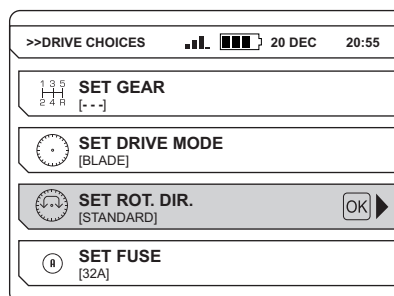 >>DRIVE CHOICES 20 DEC 20:55
1 3 5
2 4 R
SET GEAR
[- - -]
SET DRIVE MODE
[BLADE]
SET ROT. DIR.
[STANDARD]
OK
A
SET FUSE
[32A]